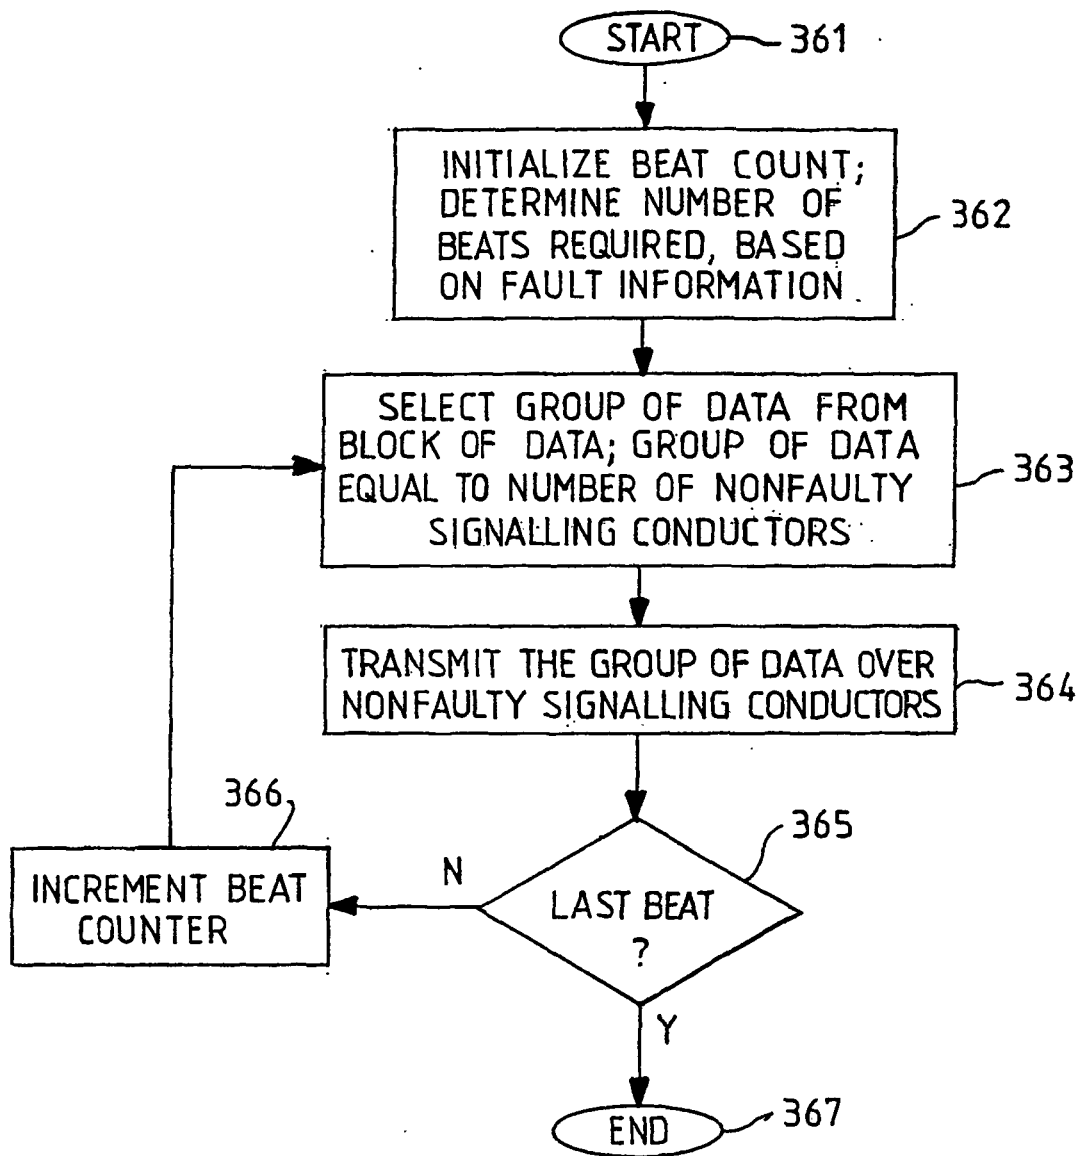 START
361
INITIALIZE BEAT COUNT;
DETERMINE NUMBER OF
BEATS REQUIRED, BASED
ON FAULT INFORMATION
362
SELECT GROUP OF DATA FROM
BLOCK OF DATA; GROUP OF DATA
EQUAL TO NUMBER OF NONFAULTY
SIGNALLING CONDUCTORS
363
TRANSMIT THE GROUP OF DATA OVER
NONFAULTY SIGNALLING CONDUCTORS
364
366
INCREMENT BEAT
COUNTER
N
365
LAST BEAT
?
Y
END
367